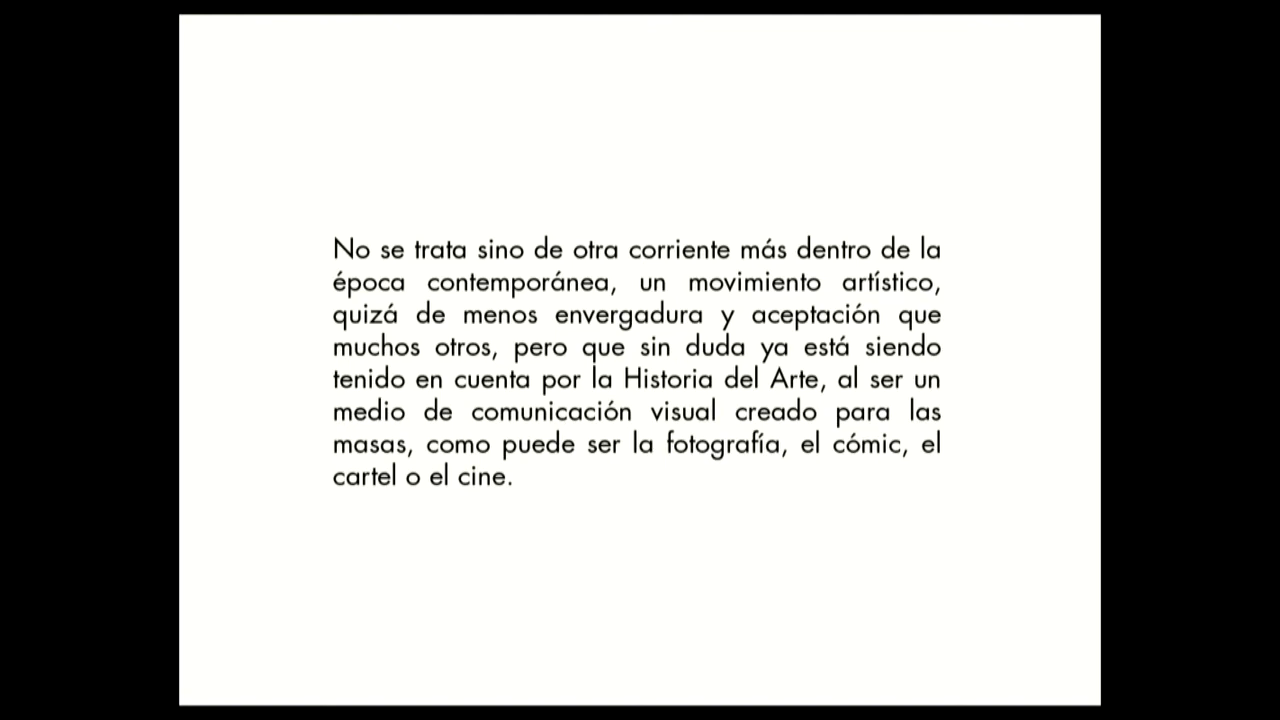 No se trata sino de otra corriente más dentro de la
época contemporánea, un movimiento artístico,
quizá de menos envergadura y aceptación que
muchos otros, pero que sin duda ya está siendo
tenido en cuenta por la Historia del Arte, al ser un
medio de comunicación visual creado para las
masas, como puede ser la fotografía, el cómic, el
cartel o el cine.